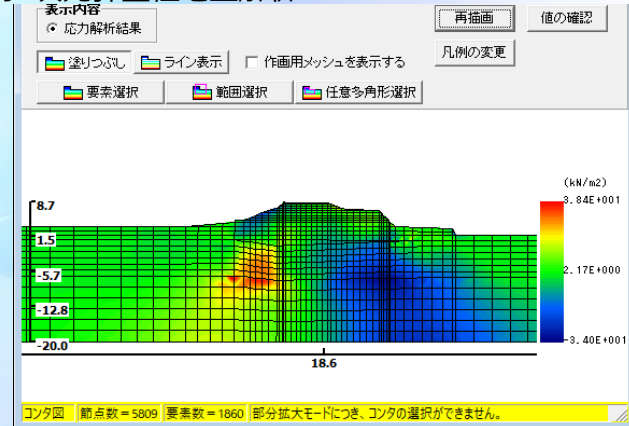 表示内容
応力解析結果
再描画
値の確認
塗りつぶし
ライン表示
作画用メッシュを表示する
凡例の変更
要素選択
範囲選択
任意多角形選択
(kN/m2)
3.84E+001
8.7
1.5
-5.7
2.17E+000
-12.8
-3.40E+001
-20.0
18.6
コンタ図 節点数=5809 要素数=1860 部分拡大モードにつき、コンタの選択ができません。